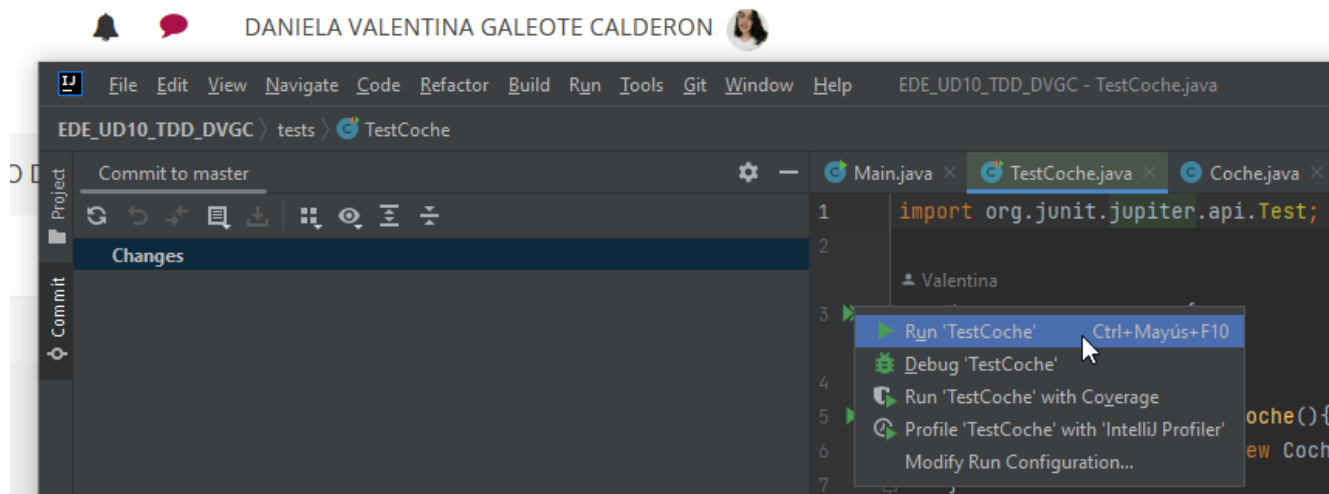 DANIELA VALENTINA GALEOTE CALDERON
IJ
File Edit View Navigate Code Refactor Build Run Tools Git Window Help EDE_UD10_TDD_DVGC - TestCoche.java
EDE_UD10_TDD_DVGC tests TestCoche
Project
Commit
Commit to master
Changes
Main.java TestCoche.java Coche.java
1 import org.junit.jupiter.api.Test;
2
Valentina
3
Run 'TestCoche' Ctrl+Mayús+F10
Debug 'TestCoche'
4
Run 'TestCoche' with Coverage
5 oche(){
Profile 'TestCoche' with 'IntelliJ Profiler'
6 ew Coch
Modify Run Configuration...
7